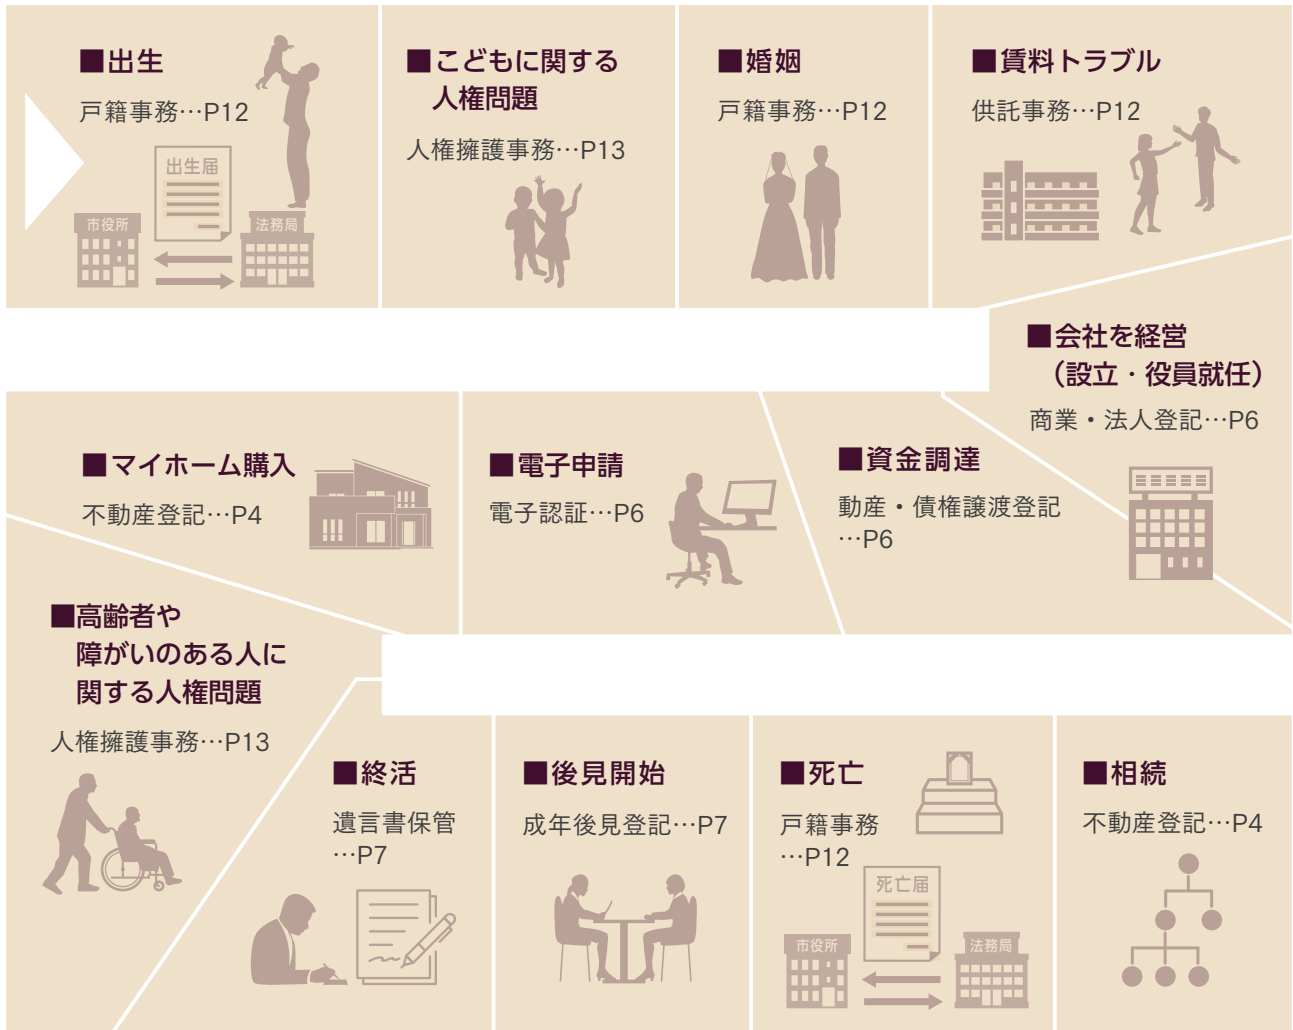 ■出生
戸籍事務…P12
出生届
市役所
法務局
■こどもに関する
人権問題
人権擁護事務…P13
■婚姻
戸籍事務…P12
■賃料トラブル
供託事務…P12
■会社を経営
（設立・役員就任）
商業・法人登記…P6
■資金調達
動産・債権譲渡登記
…P6
■電子申請
電子認証…P6
■マイホーム購入
不動産登記…P4
■高齢者や
障がいのある人に
関する人権問題
人権擁護事務…P13
■終活
遺言書保管
…P7
■後見開始
成年後見登記…P7
■死亡
戸籍事務
…P12
死亡届
市役所
法務局
■相続
不動産登記…P4